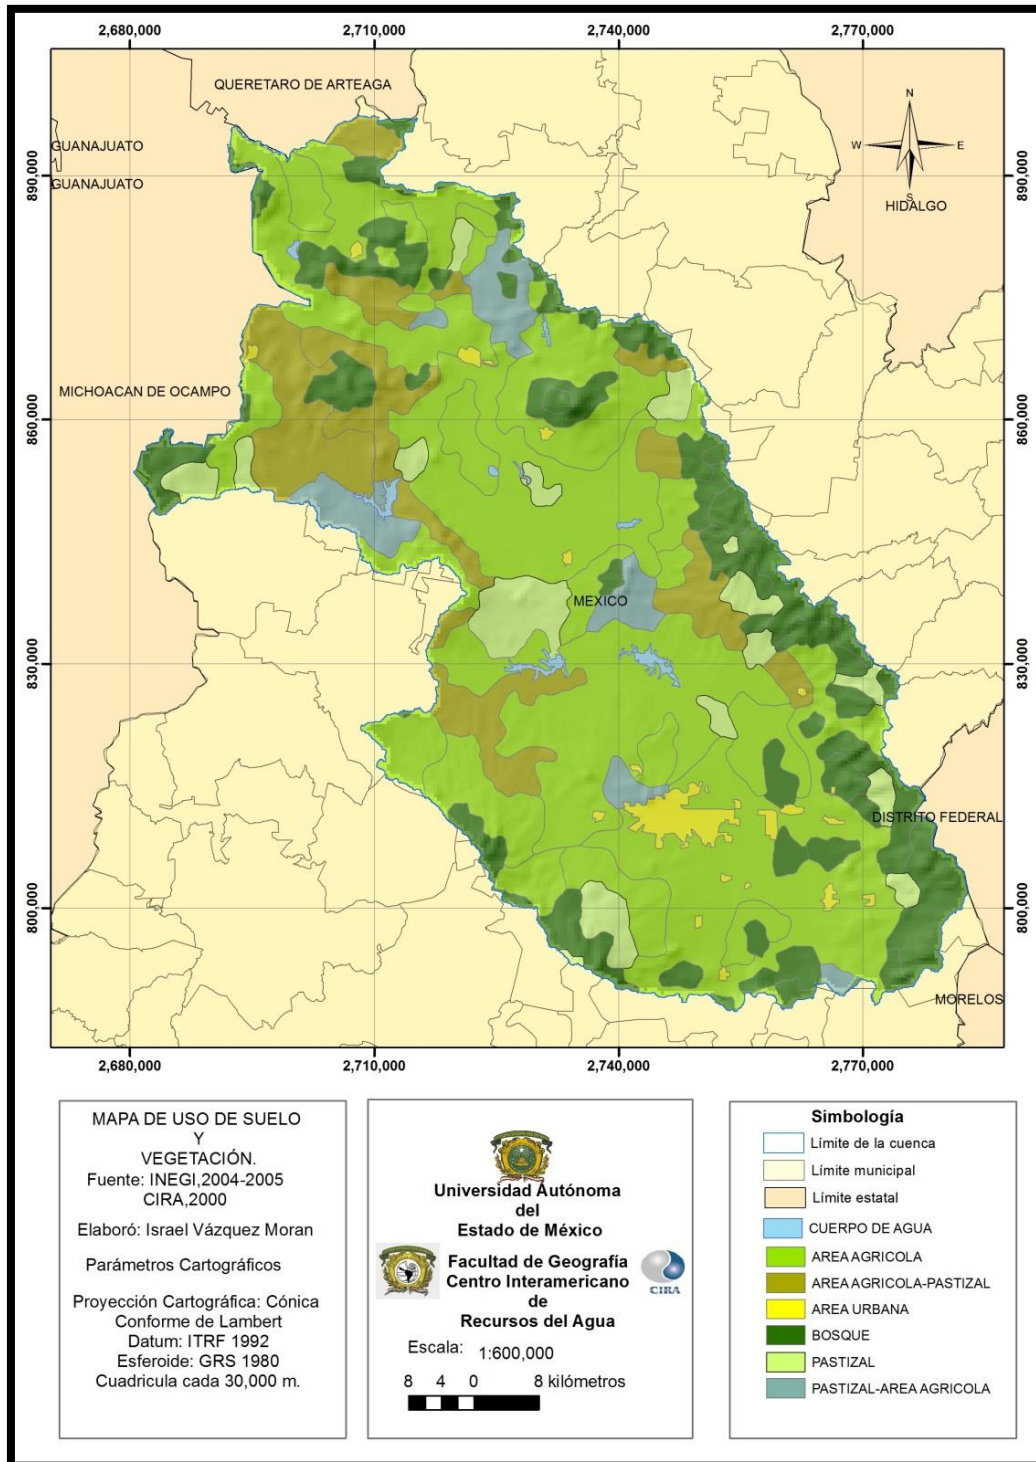 2,680,000
2,710,000
2,740,000
2,770,000
QUERETARO DE ARTEAGA
GUANAJUATO
GUANAJUATO
N
W
E
S
HIDALGO
890,000
890,000
MICHOACAN DE OCAMPO
860,000
860,000
MEXICO
830,000
830,000
DISTRITO FEDERAL
800,000
800,000
MORELOS
2,680,000
2,710,000
2,740,000
2,770,000
MAPA DE USO DE SUELO
Y
VEGETACIÓN.
Fuente: INEGI,2004-2005
CIRA,2000
Elaboró: Israel Vázquez Moran
Parámetros Cartográficos
Proyección Cartográfica: Cónica
Conforme de Lambert
Datum: ITRF 1992
Esferoide: GRS 1980
Cuadricula cada 30,000 m.
Universidad Autónoma
del
Estado de México
Facultad de Geografía
Centro Interamericano
de
Recursos del Agua
CIRA
Escala: 1:600,000
8 4 0 8 kilómetros
Simbología
Límite de la cuenca
Límite municipal
Límite estatal
CUERPO DE AGUA
AREA AGRICOLA
AREA AGRICOLA-PASTIZAL
AREA URBANA
BOSQUE
PASTIZAL
PASTIZAL-AREA AGRICOLA